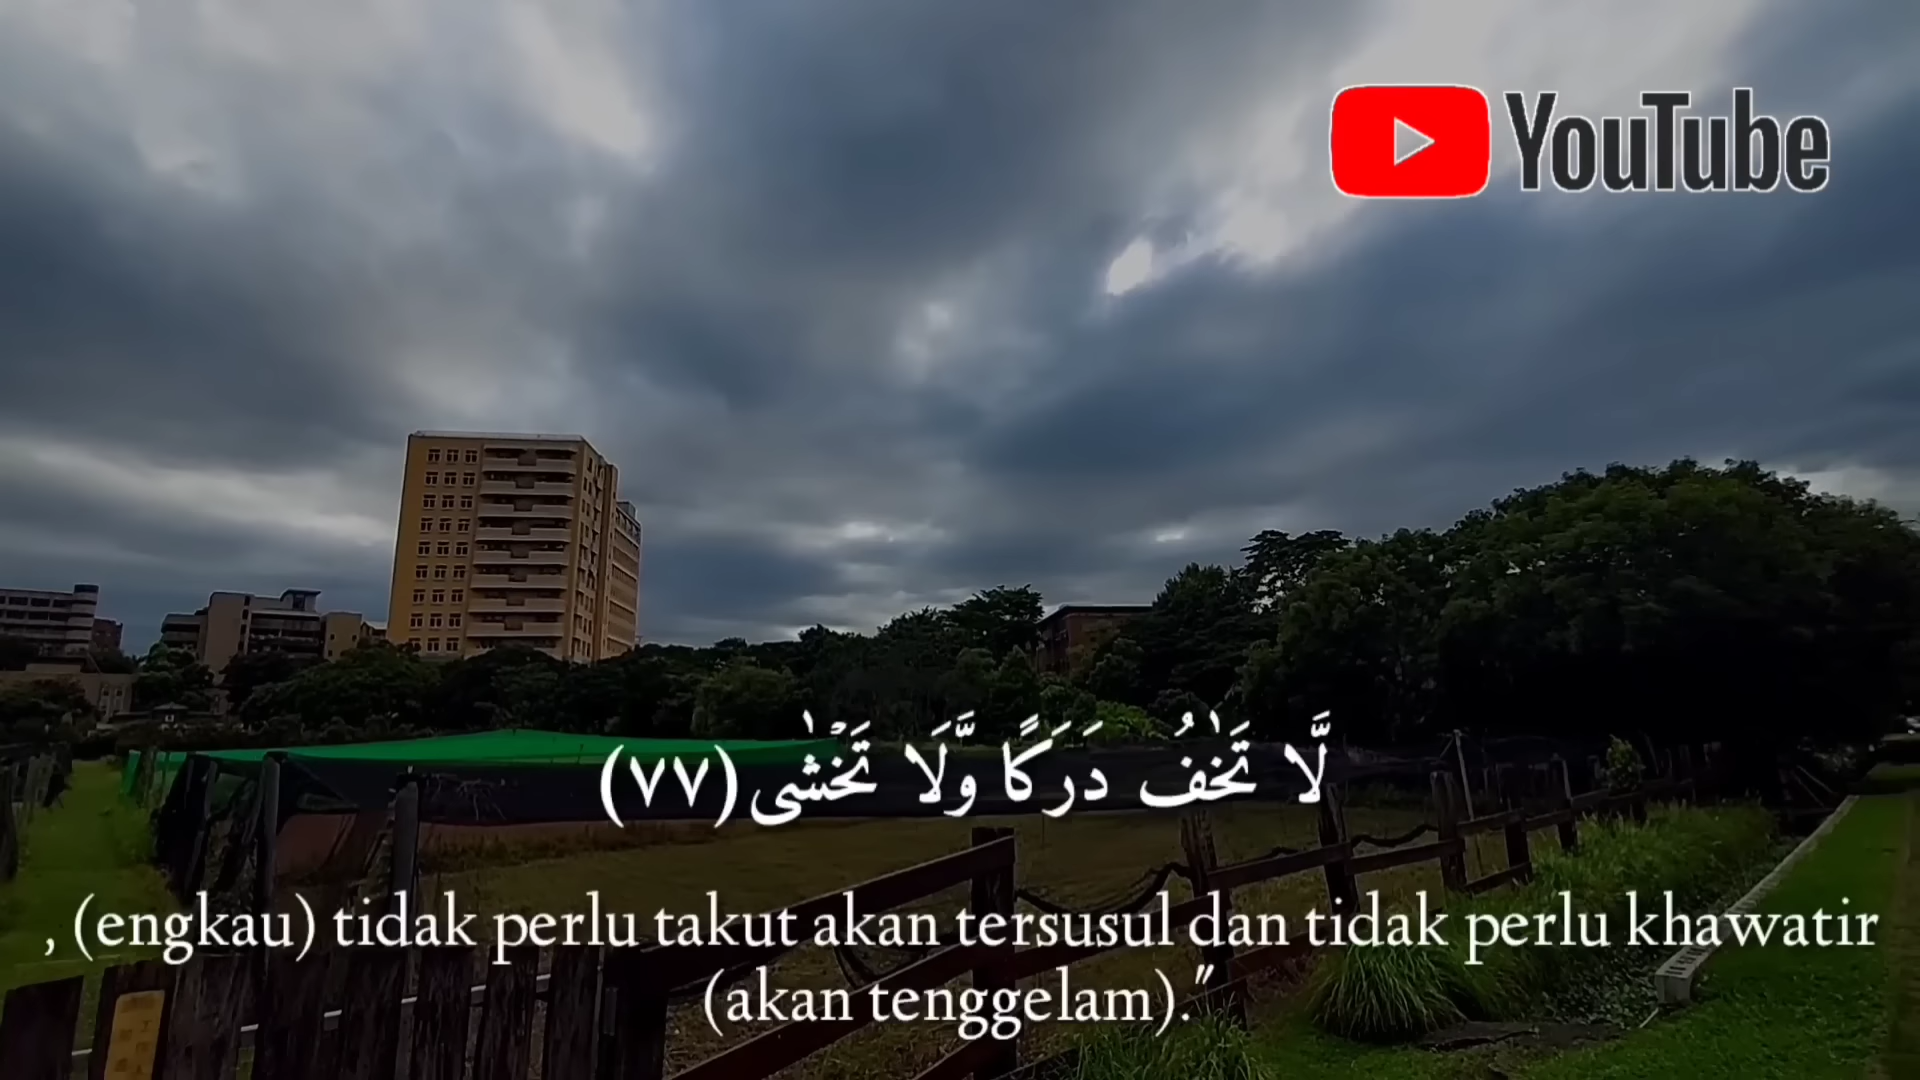 YouTube
لَّا تَخٰفُ دَرَكًا وَّلَا تَخْشٰى(٧٧)
, (engkau) tidak perlu takut akan tersusul dan tidak perlu khawatir
(akan tenggelam)."